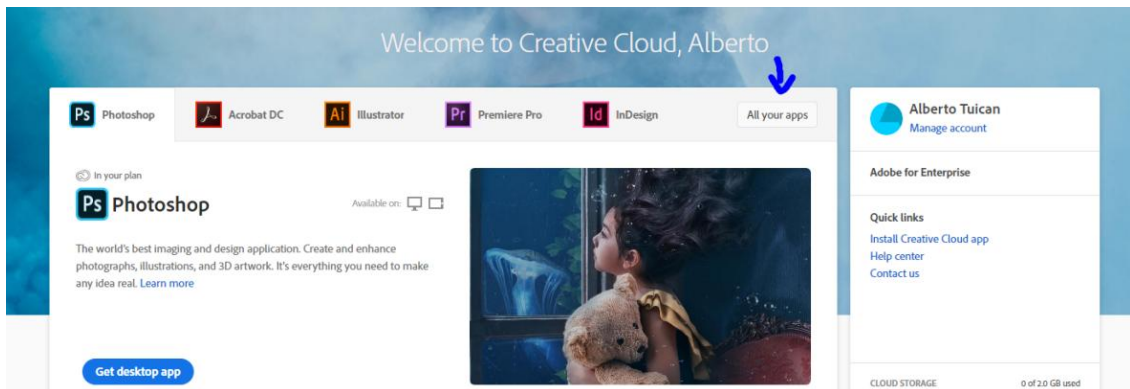 Welcome to Creative Cloud, Alberto
Ps Photoshop Acrobat DC Ai Illustrator Pr Premiere Pro Id InDesign All your apps
In your plan
Ps Photoshop Available on:
The world's best imaging and design application. Create and enhance
photographs, illustrations, and 3D artwork. It's everything you need to make
any idea real. Learn more
Get desktop app
Alberto Tuican
Manage account
Adobe for Enterprise
Quick links
Install Creative Cloud app
Help center
Contact us
CLOUD STORAGE 0 of 2.0 GB used